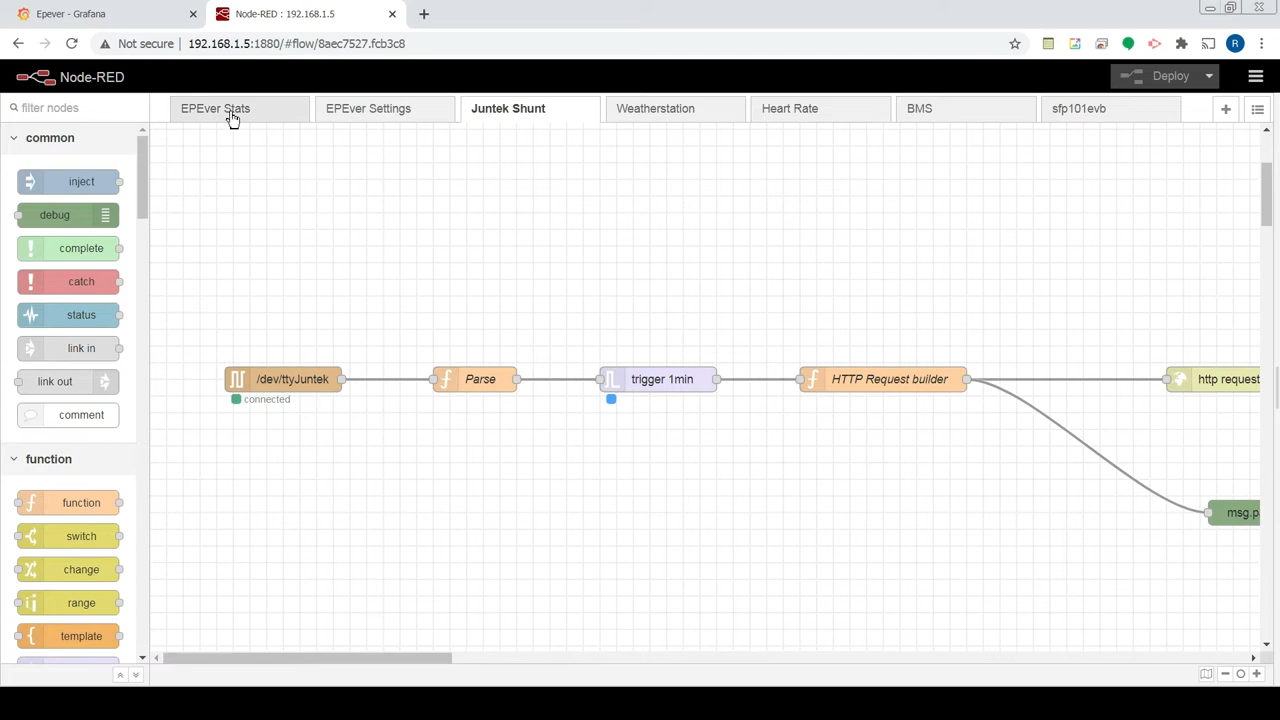 Epever - Grafana
Node-RED : 192.168.1.5
Not secure
192.168.1.5:1880/#flow/8aec7527.fcb3c8
R
Node-RED
Deploy
filter nodes
EPEver Stats
EPEver Settings
Juntek Shunt
Weatherstation
Heart Rate
BMS
sfp101evb
common
inject
debug
complete
catch
status
link in
link out
comment
function
function
switch
change
range
template
/dev/ttyJuntek
connected
Parse
trigger 1min
HTTP Request builder
http request
msg.p